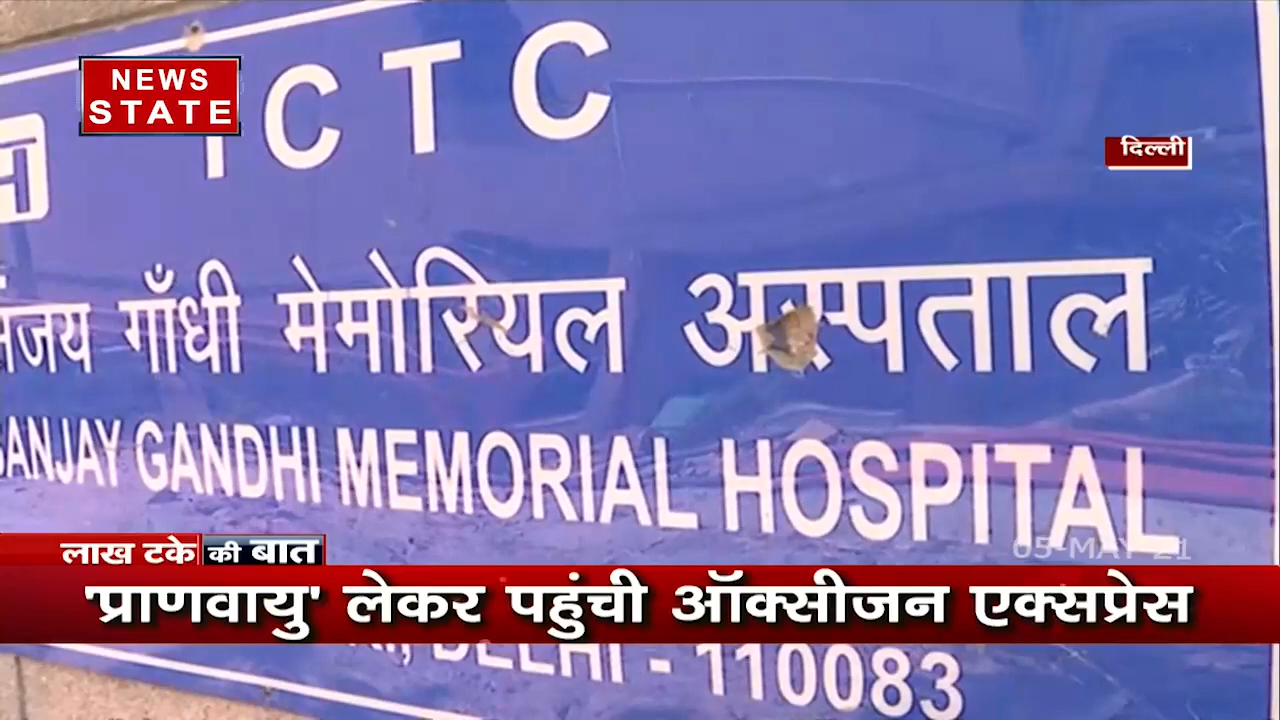 NEWS
STATE
ICTC
दिल्ली
संजय गाँधी मेमोरियल अस्पताल
SANJAY GANDHI MEMORIAL HOSPITAL
लाख टके की बात
05-MAY-21
'प्राणवायु' लेकर पहुंची ऑक्सीजन एक्सप्रेस
DELHI - 110083